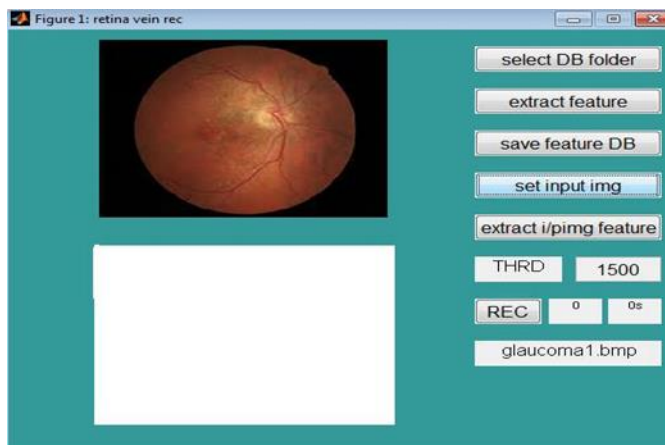 Figure 1: retina vein rec
select DB folder
extract feature
save feature DB
set input img
extract i/pimg feature
THRD 1500
REC 0 0s
glaucoma1.bmp